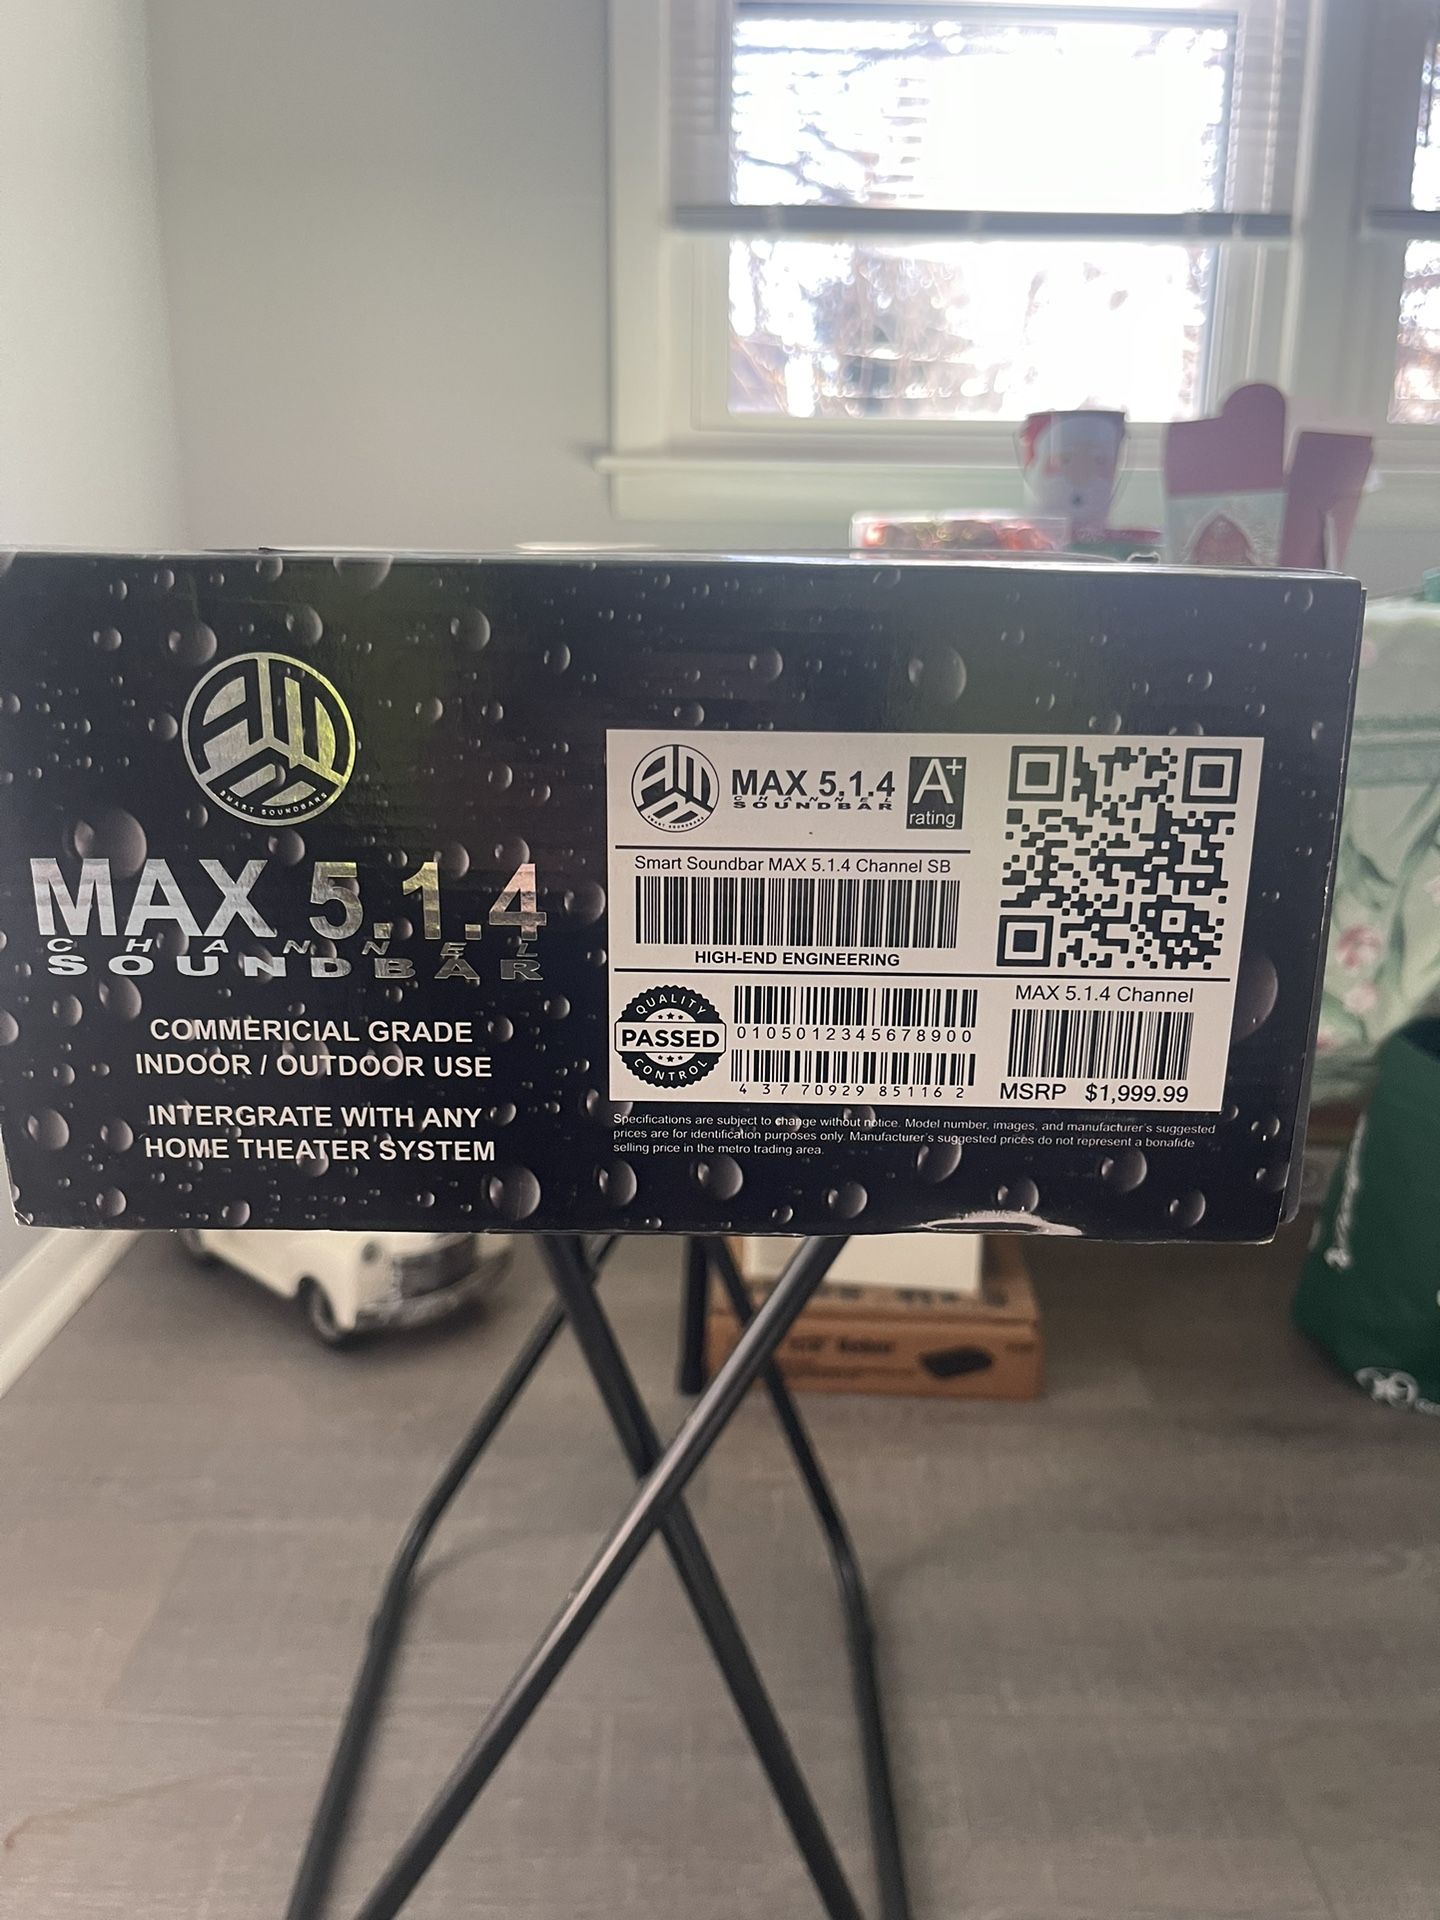 SMART SOUNDBARS
MAX 5.1.4
CHANNEL
SOUNDBAR
COMMERICIAL GRADE
INDOOR / OUTDOOR USE
INTERGRATE WITH ANY
HOME THEATER SYSTEM
SMART SOUNDBARS
MAX 5.1.4
CHANNEL
SOUNDBAR
A+
rating
Smart Soundbar MAX 5.1.4 Channel SB
HIGH-END ENGINEERING
QUALITY
PASSED
CONTROL
0105012345678900
4 37 70929 85116 2
MAX 5.1.4 Channel
MSRP $1,999.99
Specifications are subject to change without notice. Model number, images, and manufacturer's suggested
prices are for identification purposes only. Manufacturer's suggested prices do not represent a bonafide
selling price in the metro trading area.